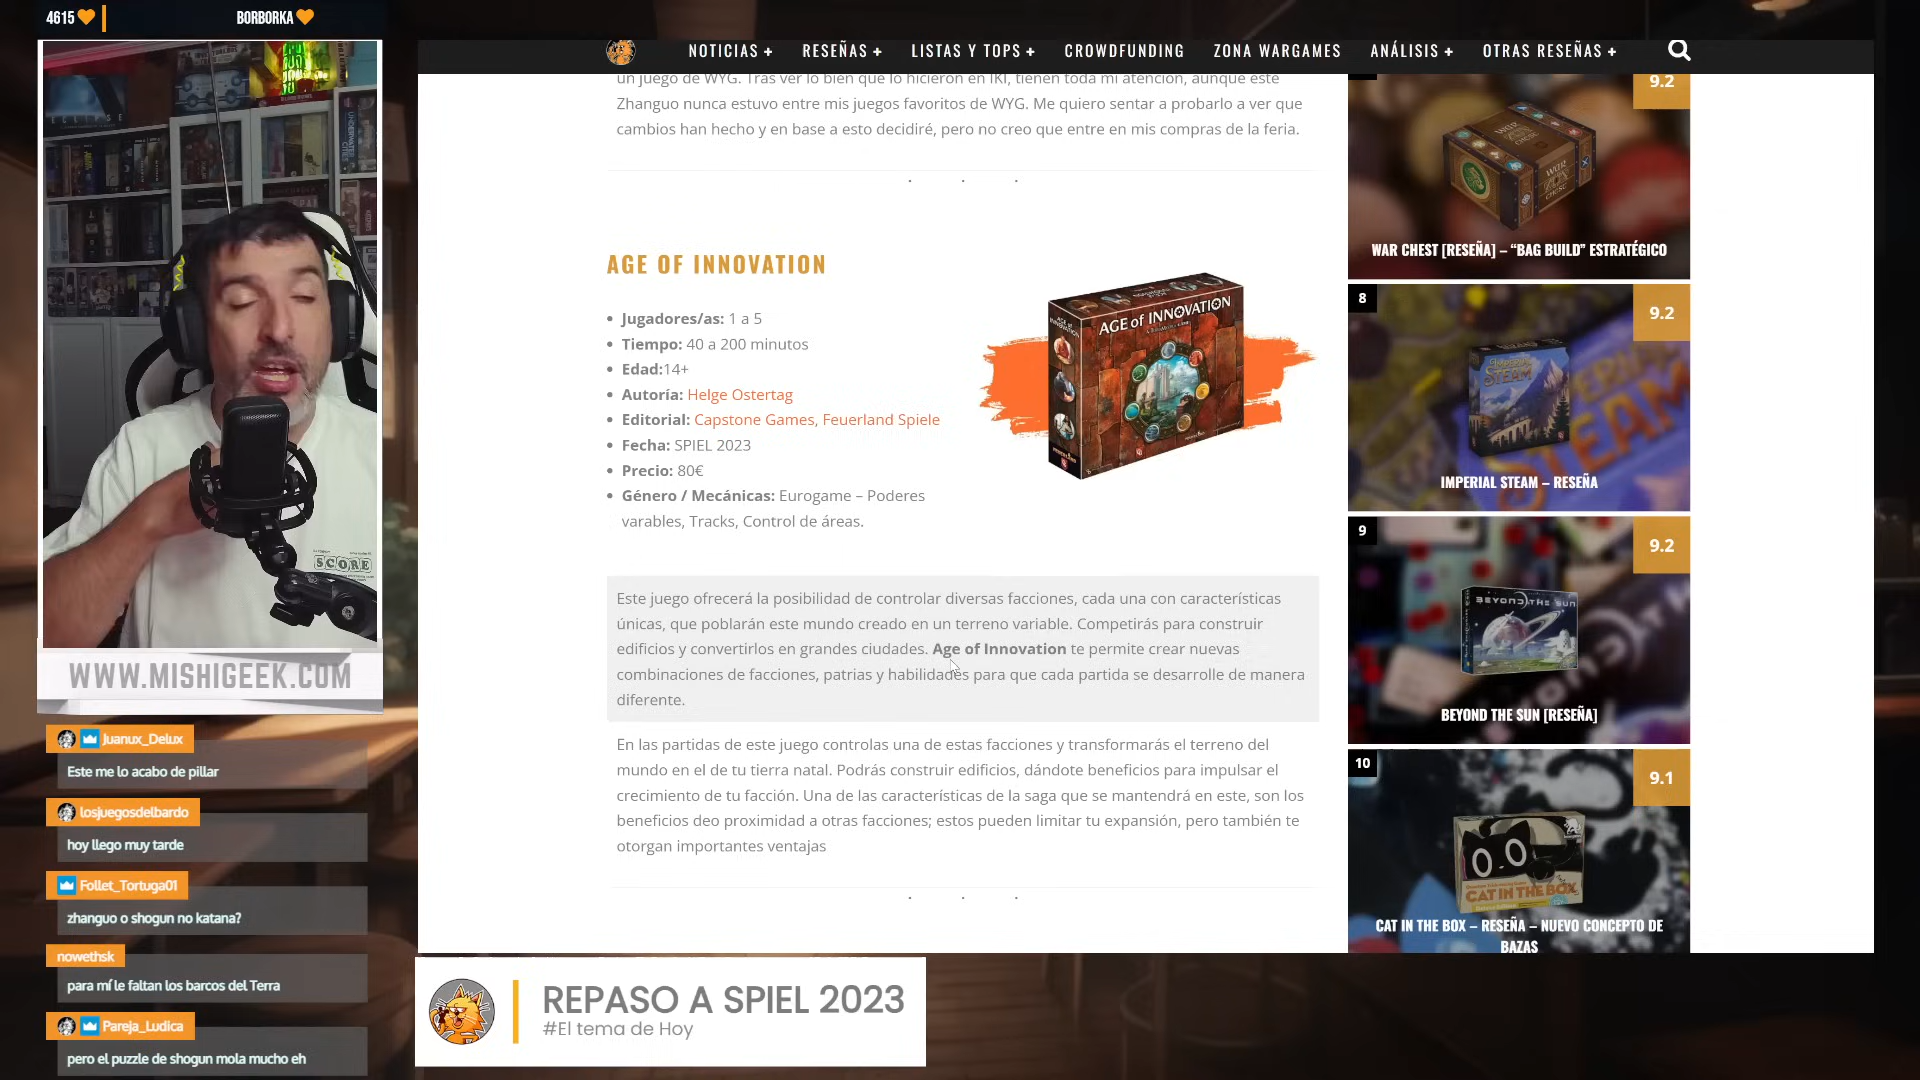 4615
BORBORKA
NOTICIAS +
RESEÑAS +
LISTAS Y TOPS +
CROWDFUNDING
ZONA WARGAMES
ANÁLISIS +
OTRAS RESEÑAS +
un juego de WYG. Tras ver lo bien que lo hicieron en IKI, tienen toda mi atención, aunque este
Zhanguo nunca estuvo entre mis juegos favoritos de WYG. Me quiero sentar a probarlo a ver que
cambios han hecho y en base a esto decidiré, pero no creo que entre en mis compras de la feria.
AGE OF INNOVATION
Jugadores/as: 1 a 5
Tiempo: 40 a 200 minutos
Edad:14+
Autoría: Helge Ostertag
Editorial: Capstone Games, Feuerland Spiele
Fecha: SPIEL 2023
Precio: 80€
Género / Mecánicas: Eurogame – Poderes
varables, Tracks, Control de áreas.
AGE of INNOVATION
Este juego ofrecerá la posibilidad de controlar diversas facciones, cada una con características
únicas, que poblarán este mundo creado en un terreno variable. Competirás para construir
edificios y convertirlos en grandes ciudades. Age of Innovation te permite crear nuevas
combinaciones de facciones, patrias y habilidades para que cada partida se desarrolle de manera
diferente.
En las partidas de este juego controlas una de estas facciones y transformarás el terreno del
mundo en el de tu tierra natal. Podrás construir edificios, dándote beneficios para impulsar el
crecimiento de tu facción. Una de las características de la saga que se mantendrá en este, son los
beneficios deo proximidad a otras facciones; estos pueden limitar tu expansión, pero también te
otorgan importantes ventajas
9.2
WAR CHEST
WAR CHEST [RESEÑA] – “BAG BUILD” ESTRATÉGICO
8
9.2
IMPERIAL STEAM
IMPERIAL STEAM – RESEÑA
9
9.2
BEYOND THE SUN
BEYOND THE SUN [RESEÑA]
10
9.1
CAT IN THE BOX
CAT IN THE BOX – RESEÑA – NUEVO CONCEPTO DE
BAZAS
ECLIPSE
UNDERWATER CITIES
SCORE
WWW.MISHIGEEK.COM
Juanux_Delux
Este me lo acabo de pillar
losjuegosdelbardo
hoy llego muy tarde
Follet_Tortuga01
zhanguo o shogun no katana?
nowethsk
para mí le faltan los barcos del Terra
Pareja_Ludica
pero el puzzle de shogun mola mucho eh
REPASO A SPIEL 2023
#El tema de Hoy